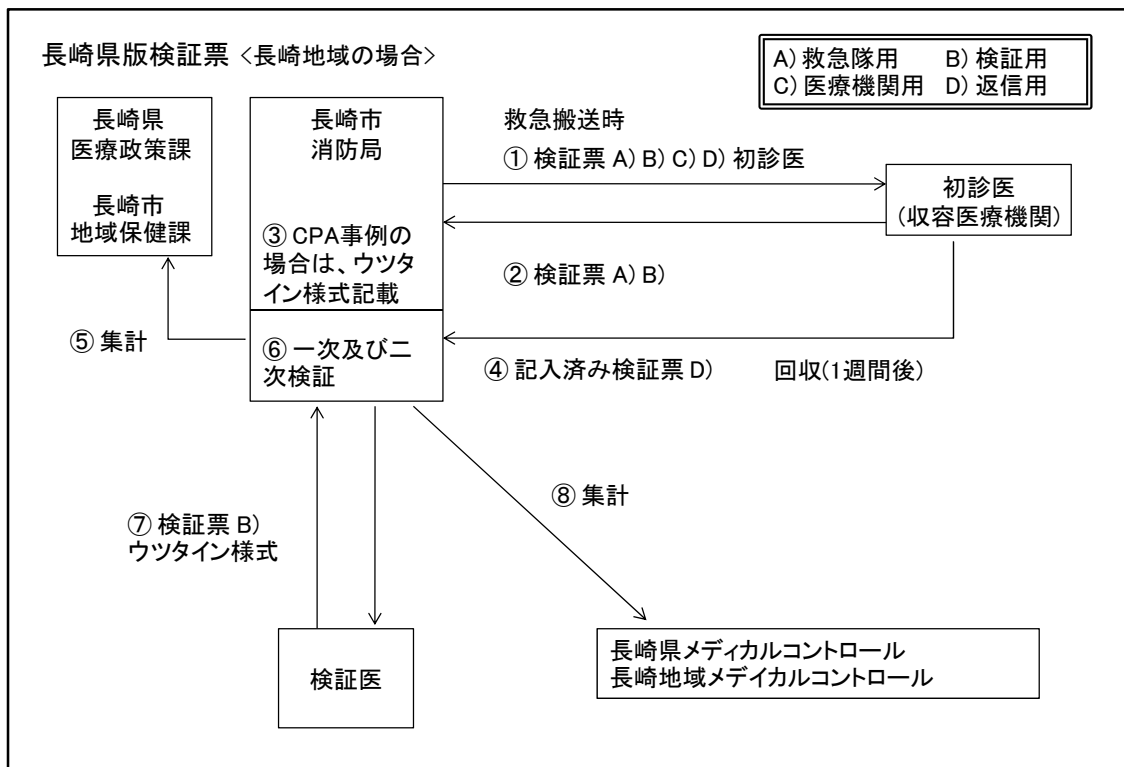 長崎県版検証票 <長崎地域の場合>
A) 救急隊用 B) 検証用
C) 医療機関用 D) 返信用
長崎県
医療政策課
長崎市
地域保健課
長崎市
消防局
③ CPA事例の
場合は、ウツタ
イン様式記載
⑥ 一次及び二
次検証
救急搬送時
① 検証票 A) B) C) D) 初診医
初診医
(収容医療機関)
② 検証票 A) B)
④ 記入済み検証票 D) 回収(1週間後)
⑤ 集計
⑦ 検証票 B)
ウツタイン様式
⑧ 集計
検証医
長崎県メディカルコントロール
長崎地域メデイカルコントロール